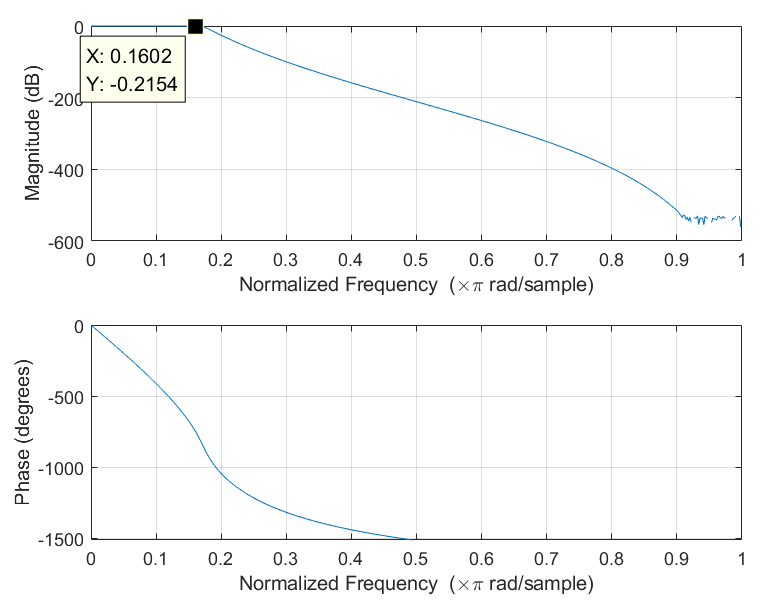 0
X: 0.1602
Y: -0.2154
-200
-400
-600
Magnitude (dB)
0 0.1 0.2 0.3 0.4 0.5 0.6 0.7 0.8 0.9 1
Normalized Frequency (×π rad/sample)
0
-500
-1000
-1500
Phase (degrees)
0 0.1 0.2 0.3 0.4 0.5 0.6 0.7 0.8 0.9 1
Normalized Frequency (×π rad/sample)